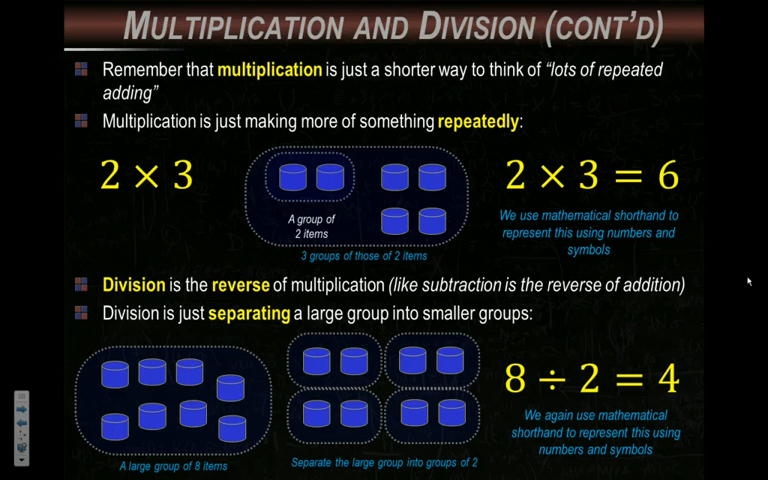 MULTIPLICATION AND DIVISION (CONT'D)
Remember that multiplication is just a shorter way to think of “lots of repeated
adding”
Multiplication is just making more of something repeatedly:
2 × 3
A group of
2 items
3 groups of those of 2 items
2 × 3 = 6
We use mathematical shorthand to
represent this using numbers and
symbols
Division is the reverse of multiplication (like subtraction is the reverse of addition)
Division is just separating a large group into smaller groups:
A large group of 8 items
Separate the large group into groups of 2
8 ÷ 2 = 4
We again use mathematical
shorthand to represent this using
numbers and symbols